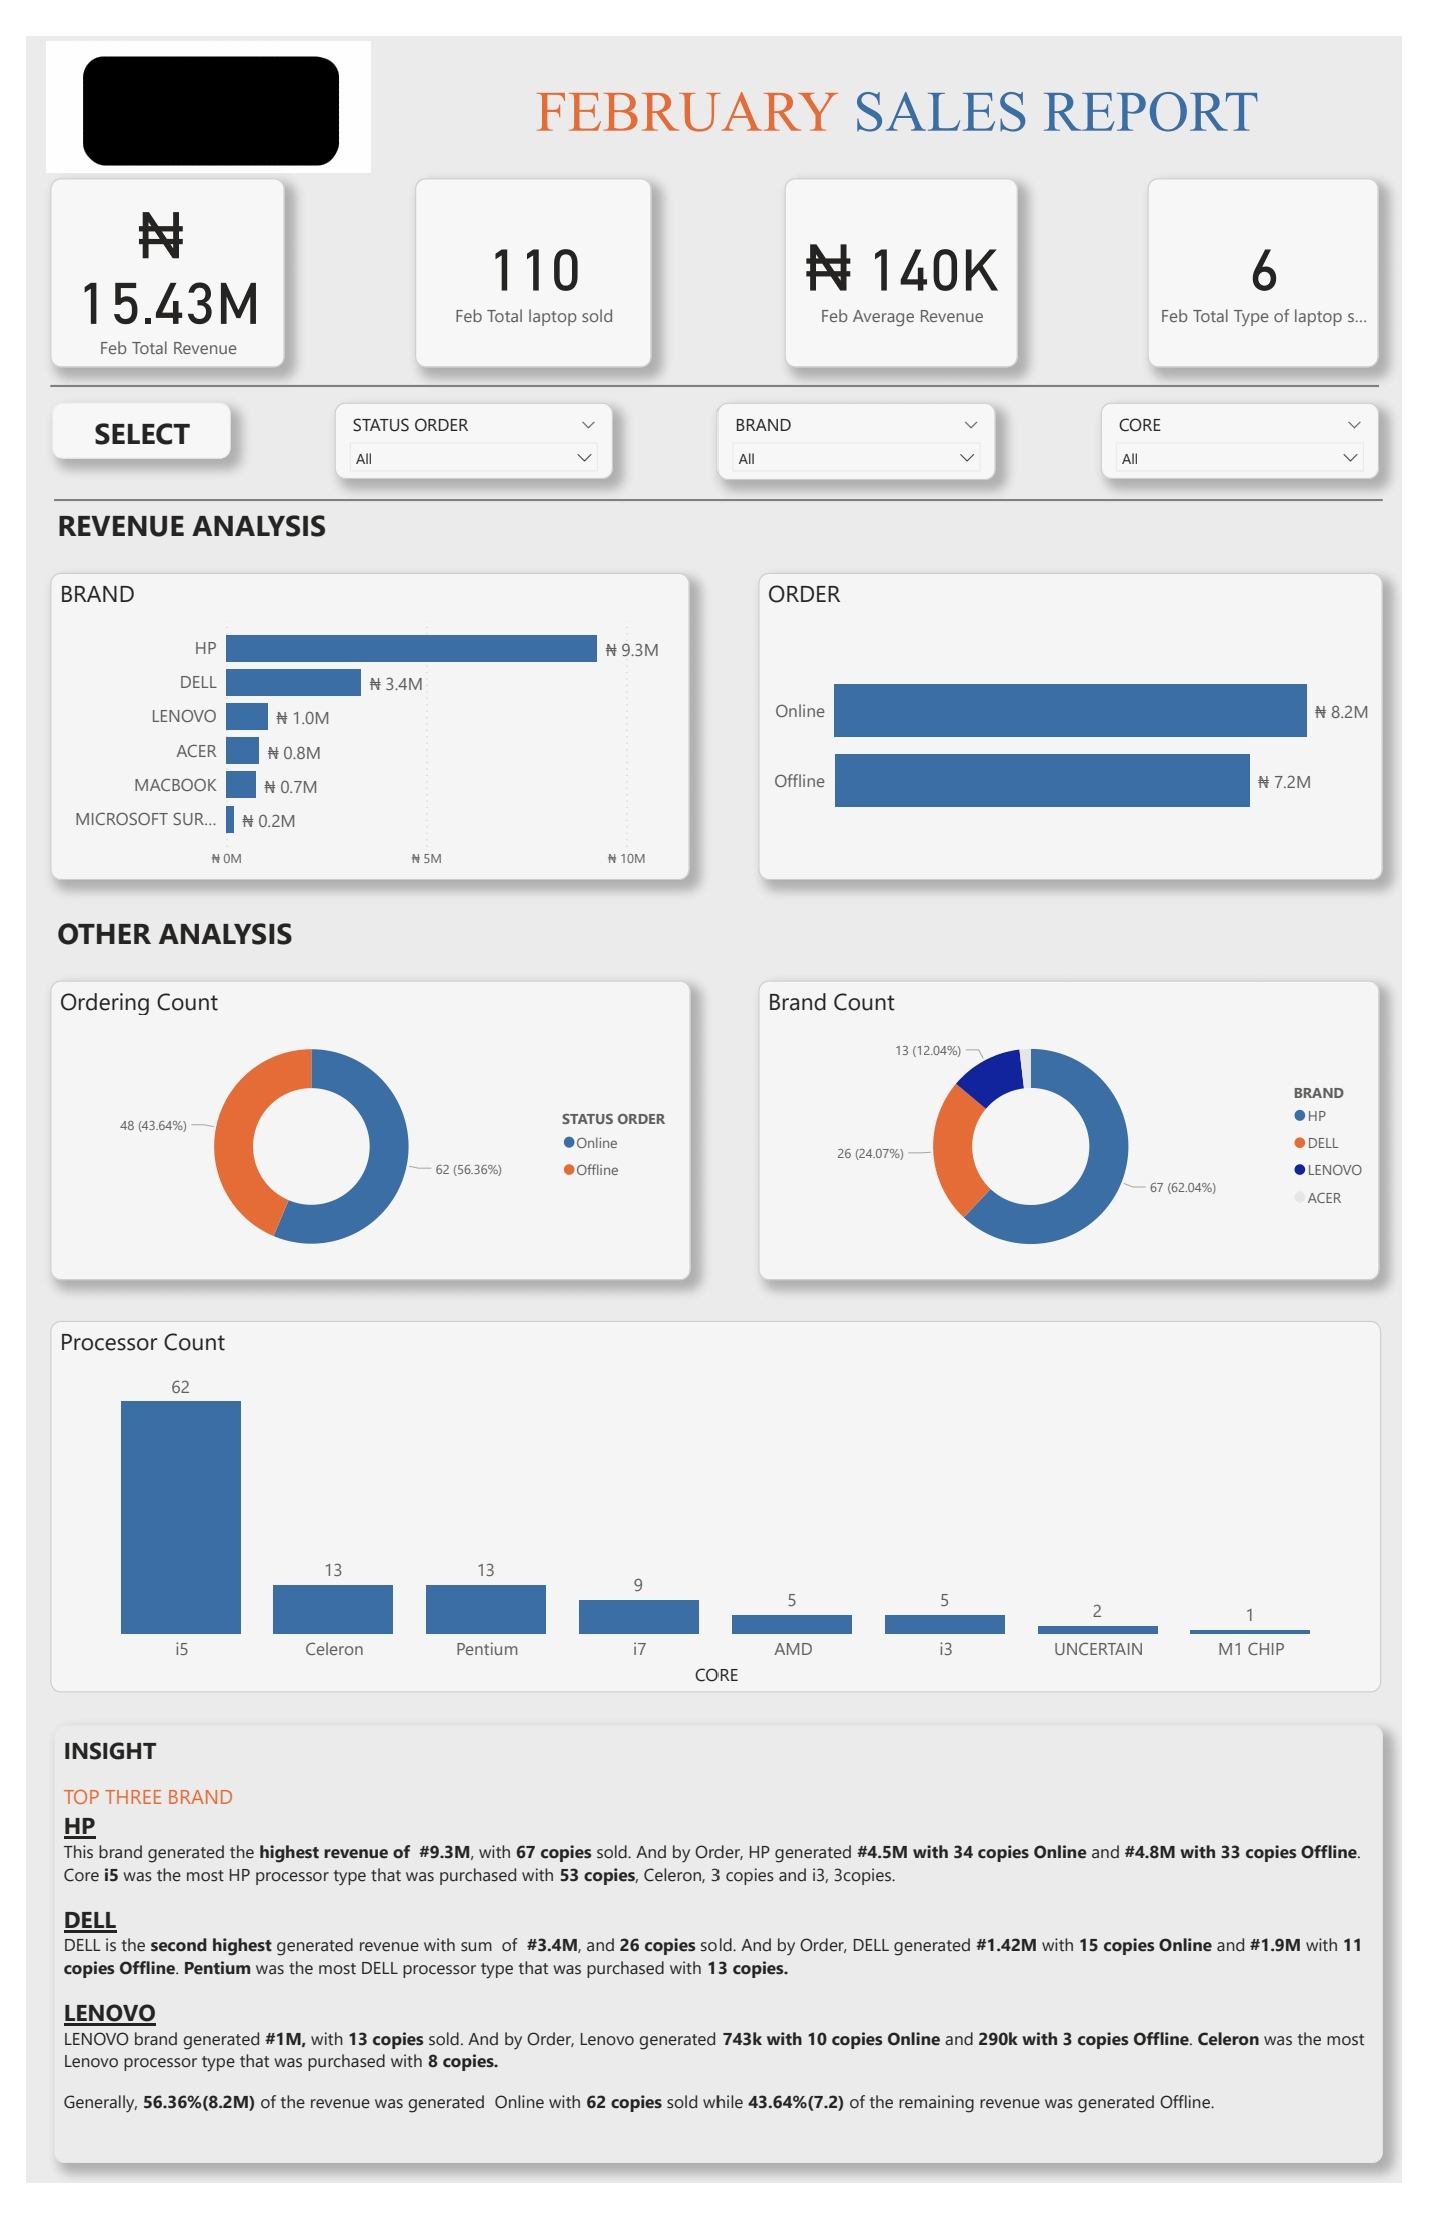 FEBRUARY SALES REPORT
₦
15.43M
Feb Total Revenue
110
Feb Total laptop sold
₦ 140K
Feb Average Revenue
6
Feb Total Type of laptop s...
SELECT
STATUS ORDER
All
BRAND
All
CORE
All
REVENUE ANALYSIS
BRAND
HP ₦ 9.3M
DELL ₦ 3.4M
LENOVO ₦ 1.0M
ACER ₦ 0.8M
MACBOOK ₦ 0.7M
MICROSOFT SUR... ₦ 0.2M
₦ 0M ₦ 5M ₦ 10M
ORDER
Online ₦ 8.2M
Offline ₦ 7.2M
OTHER ANALYSIS
Ordering Count
48 (43.64%)
62 (56.36%)
STATUS ORDER
Online
Offline
Brand Count
13 (12.04%)
26 (24.07%)
67 (62.04%)
BRAND
HP
DELL
LENOVO
ACER
Processor Count
62 13 13 9 5 5 2 1
i5 Celeron Pentium i7 AMD i3 UNCERTAIN M1 CHIP
CORE
INSIGHT
TOP THREE BRAND
HP
This brand generated the highest revenue of #9.3M, with 67 copies sold. And by Order, HP generated #4.5M with 34 copies Online and #4.8M with 33 copies Offline.
Core i5 was the most HP processor type that was purchased with 53 copies, Celeron, 3 copies and i3, 3copies.
DELL
DELL is the second highest generated revenue with sum of #3.4M, and 26 copies sold. And by Order, DELL generated #1.42M with 15 copies Online and #1.9M with 11
copies Offline. Pentium was the most DELL processor type that was purchased with 13 copies.
LENOVO
LENOVO brand generated #1M, with 13 copies sold. And by Order, Lenovo generated 743k with 10 copies Online and 290k with 3 copies Offline. Celeron was the most
Lenovo processor type that was purchased with 8 copies.
Generally, 56.36%(8.2M) of the revenue was generated Online with 62 copies sold while 43.64%(7.2) of the remaining revenue was generated Offline.